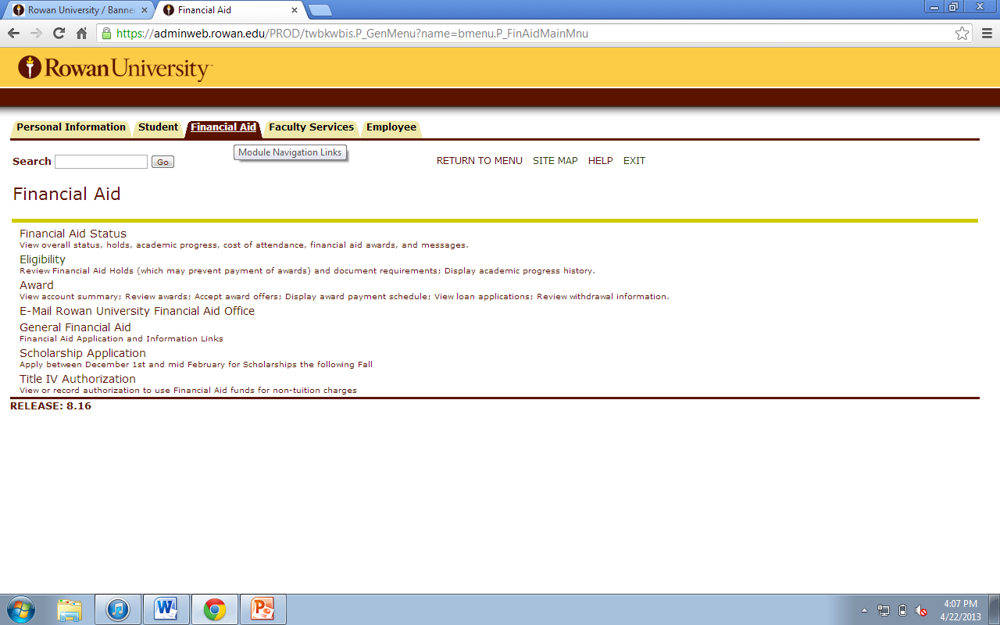 Rowan University / Banne
Financial Aid
https://adminweb.rowan.edu/PROD/twbkwbis.P_GenMenu?name=bmenu.P_FinAidMainMnu
Rowan University™
Personal Information Student Financial Aid Faculty Services Employee
Module Navigation Links
Search Go RETURN TO MENU SITE MAP HELP EXIT
Financial Aid
Financial Aid Status
View overall status, holds, academic progress, cost of attendance, financial aid awards, and messages.
Eligibility
Review Financial Aid Holds (which may prevent payment of awards) and document requirements; Display academic progress history.
Award
View account summary; Review awards; Accept award offers; Display award payment schedule; View loan applications; Review withdrawal information.
E-Mail Rowan University Financial Aid Office
General Financial Aid
Financial Aid Application and Information Links
Scholarship Application
Apply between December 1st and mid February for Scholarships the following Fall
Title IV Authorization
View or record authorization to use Financial Aid funds for non-tuition charges
RELEASE: 8.16
4:07 PM
4/22/2013